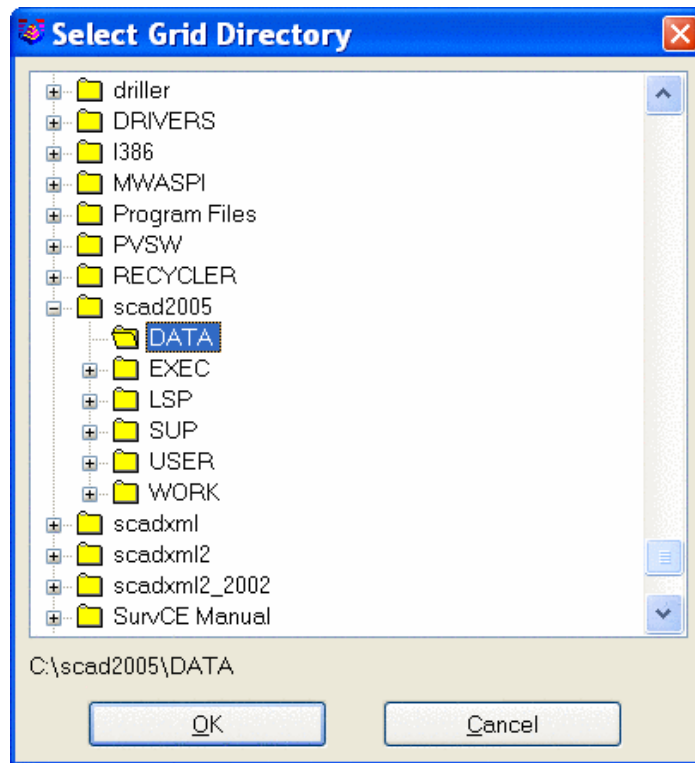 Select Grid Directory
driller
DRIVERS
I386
MWASPI
Program Files
PVSW
RECYCLER
scad2005
DATA
EXEC
LSP
SUP
USER
WORK
scadxml
scadxml2
scadxml2_2002
SurvCE Manual
C:\scad2005\DATA
OK Cancel